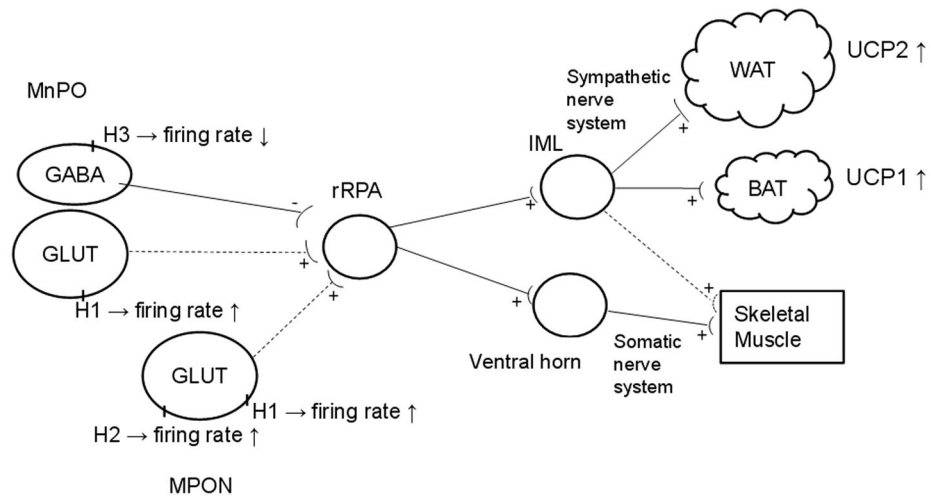 MnPO
H3 → firing rate ↓
GABA
-
GLUT
+
H1 → firing rate ↑
+
GLUT
H1 → firing rate ↑
H2 → firing rate ↑
MPON
rRPA
IML
+
+
Ventral horn
Sympathetic
nerve
system
+
+
+
+
Somatic
nerve
system
WAT
UCP2 ↑
BAT
UCP1 ↑
Skeletal
Muscle